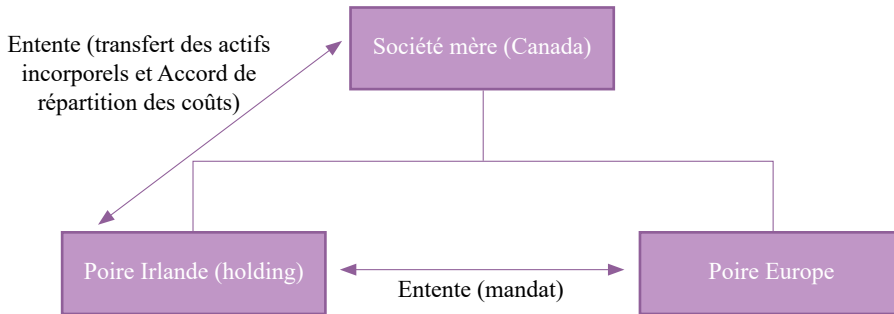 Entente (transfert des actifs
incorporels et Accord de
répartition des coûts)
Société mère (Canada)
Poire Irlande (holding)
Entente (mandat)
Poire Europe